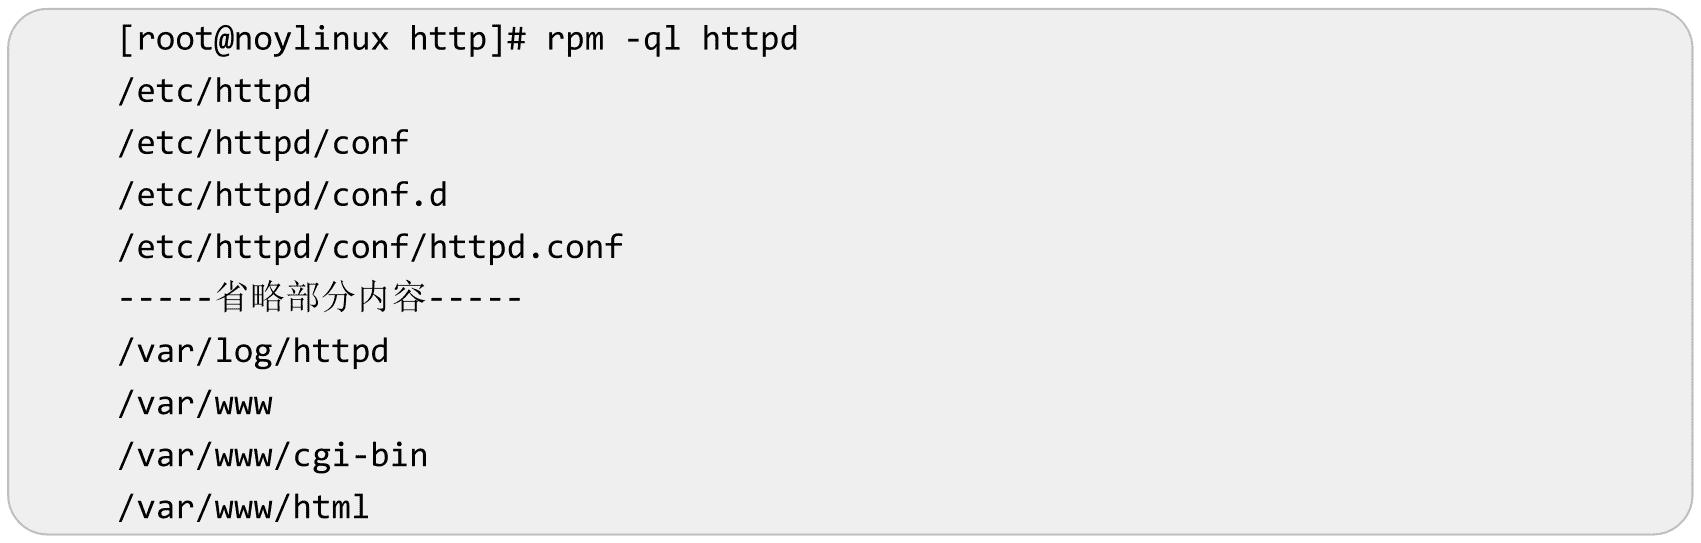 [root@noylinux http]# rpm -ql httpd
/etc/httpd
/etc/httpd/conf
/etc/httpd/conf.d
/etc/httpd/conf/httpd.conf
-----省略部分内容-----
/var/log/httpd
/var/www
/var/www/cgi-bin
/var/www/html